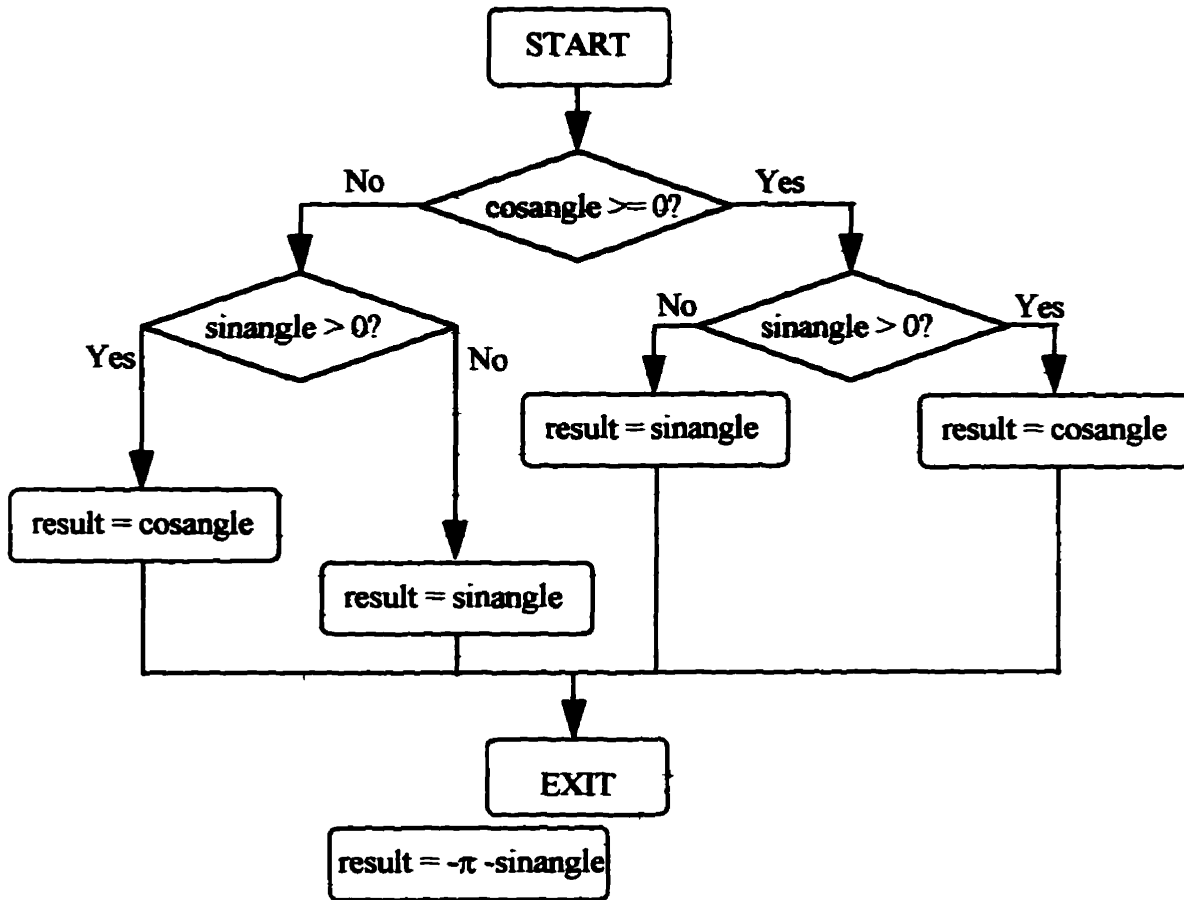 START
No
Yes
cosangle >= 0?
No
Yes
sinangle > 0?
sinangle > 0?
Yes
No
result = sinangle
result = cosangle
result = cosangle
result = sinangle
EXIT
result = -π -sinangle